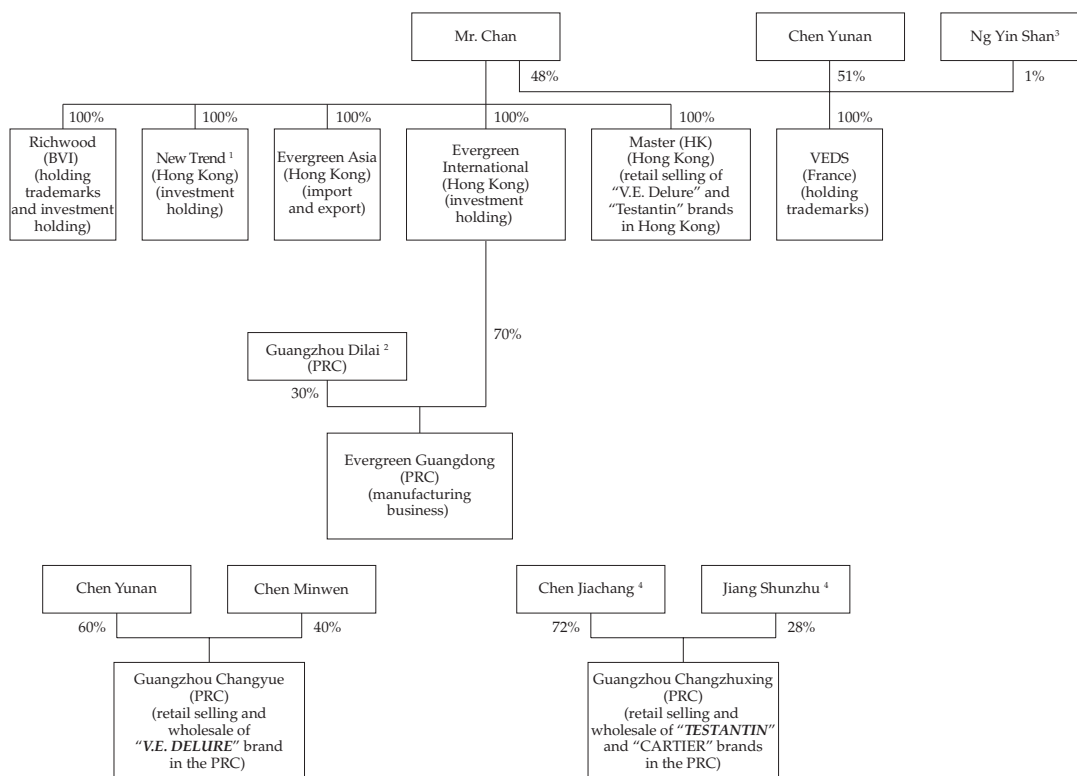 Mr. Chan
Chen Yunan
Ng Yin Shan³
48%
51%
1%
100%
100%
100%
100%
100%
100%
Richwood
(BVI)
(holding
trademarks
and investment
holding)
New Trend ¹
(Hong Kong)
(investment
holding)
Evergreen Asia
(Hong Kong)
(import
and export)
Evergreen
International
(Hong Kong)
(investment
holding)
Master (HK)
(Hong Kong)
(retail selling of
“V.E. Delure” and
“Testantin” brands
in Hong Kong)
VEDS
(France)
(holding
trademarks)
70%
Guangzhou Dilai ²
(PRC)
30%
Evergreen Guangdong
(PRC)
(manufacturing
business)
Chen Yunan
Chen Minwen
60%
40%
Guangzhou Changyue
(PRC)
(retail selling and
wholesale of
“V.E. DELURE” brand
in the PRC)
Chen Jiachang ⁴
Jiang Shunzhu ⁴
72%
28%
Guangzhou Changzhuxing
(PRC)
(retail selling and
wholesale of “TESTANTIN”
and “CARTIER” brands
in the PRC)